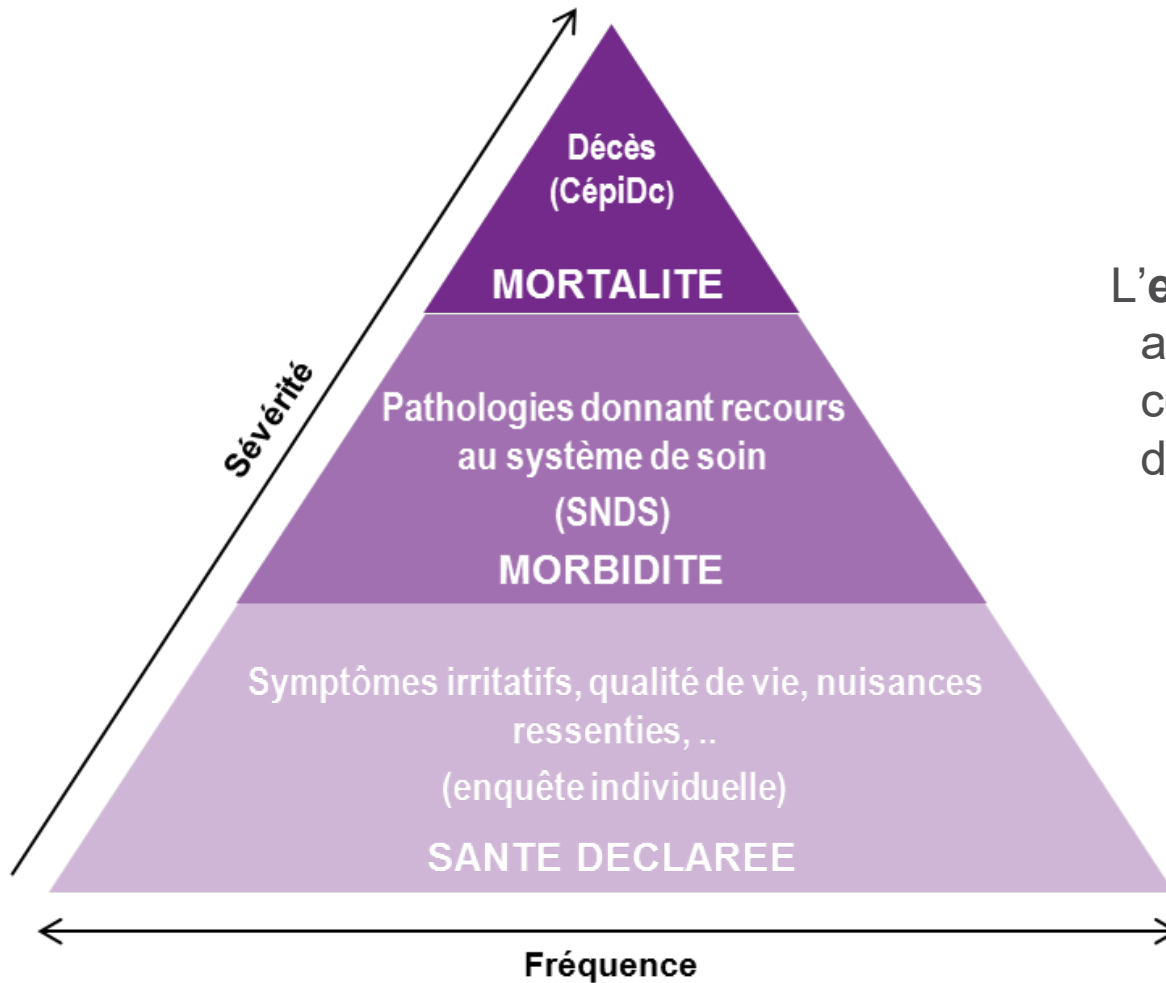 Décès
(CépiDc)
MORTALITE
Sévérité
Pathologies donnant recours
au système de soin
(SNDS)
MORBIDITE
Symptômes irritatifs, qualité de vie, nuisances
ressenties, ..
(enquête individuelle)
SANTE DECLAREE
Fréquence
L’